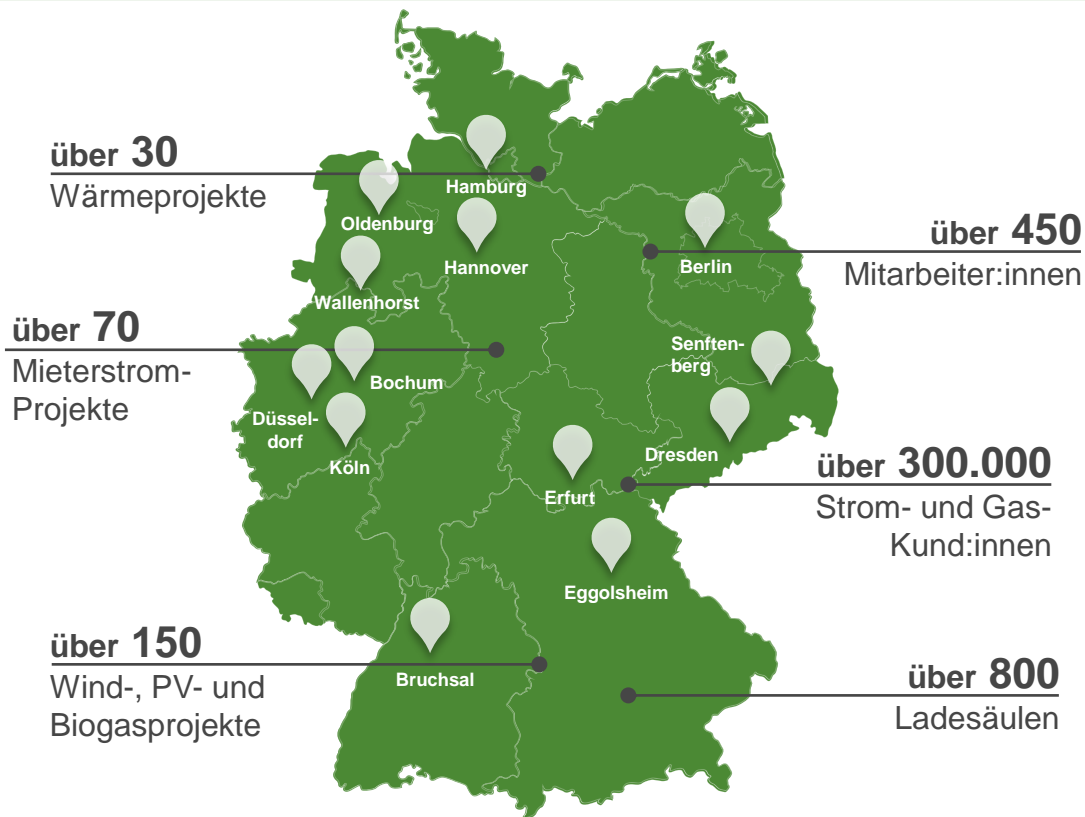 über 30
Wärmeprojekte
Hamburg
Oldenburg
Hannover
Berlin
über 450
Mitarbeiter:innen
Wallenhorst
über 70
Mieterstrom-
Projekte
Bochum
Senften-
berg
Düssel-
dorf
Köln
Dresden
Erfurt
über 300.000
Strom- und Gas-
Kund:innen
Eggolsheim
über 150
Wind-, PV- und
Biogasprojekte
Bruchsal
über 800
Ladesäulen